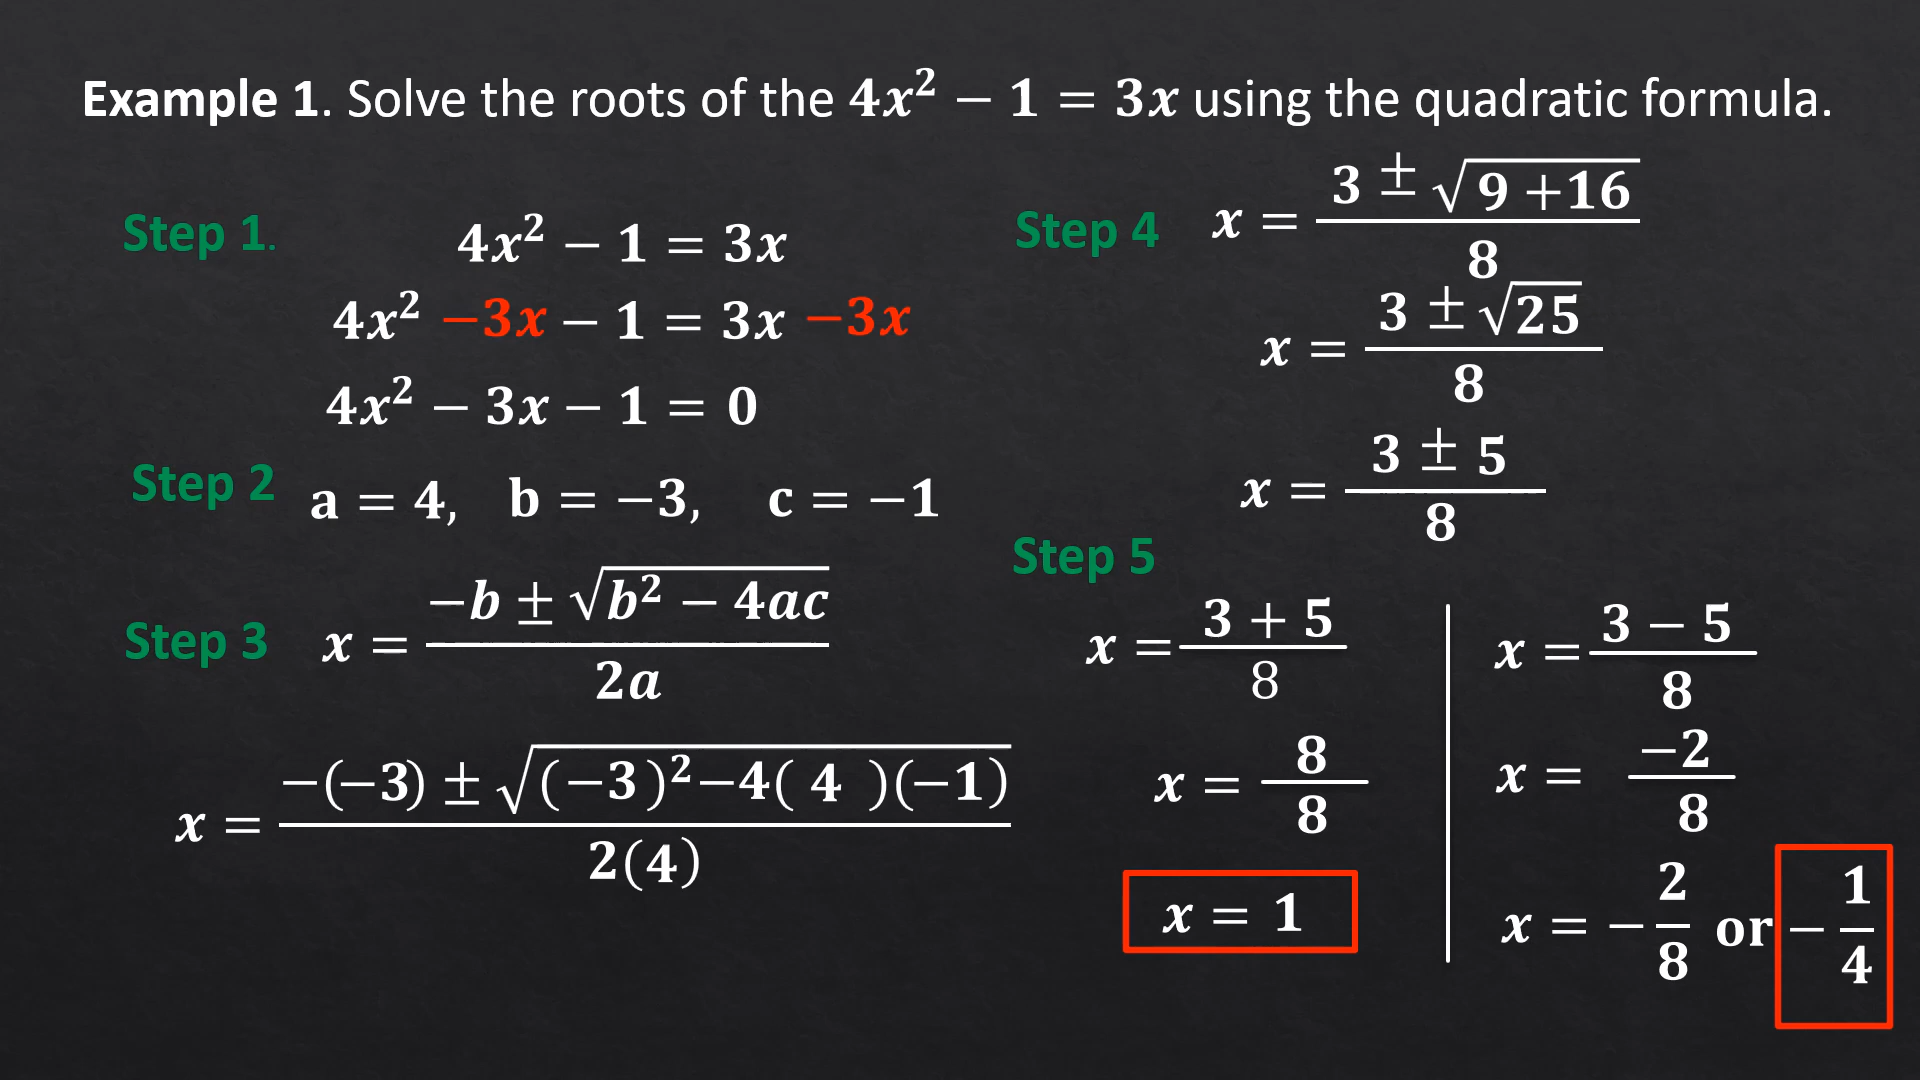 Example 1. Solve the roots of the 4x² − 1 = 3x using the quadratic formula.
Step 1.
4x² − 1 = 3x
4x² −3x − 1 = 3x −3x
4x² − 3x − 1 = 0
Step 2
a = 4, b = −3, c = −1
Step 3
x = (−b ± √(b² − 4ac)) / 2a
x = (−(−3) ± √((−3)²−4(4)(−1))) / 2(4)
Step 4
x = (3 ± √(9 +16)) / 8
x = (3 ± √25) / 8
x = (3 ± 5) / 8
Step 5
x = (3 + 5) / 8
x = 8/8
x = 1
x = (3 − 5) / 8
x = −2/8
x = −2/8 or −1/4